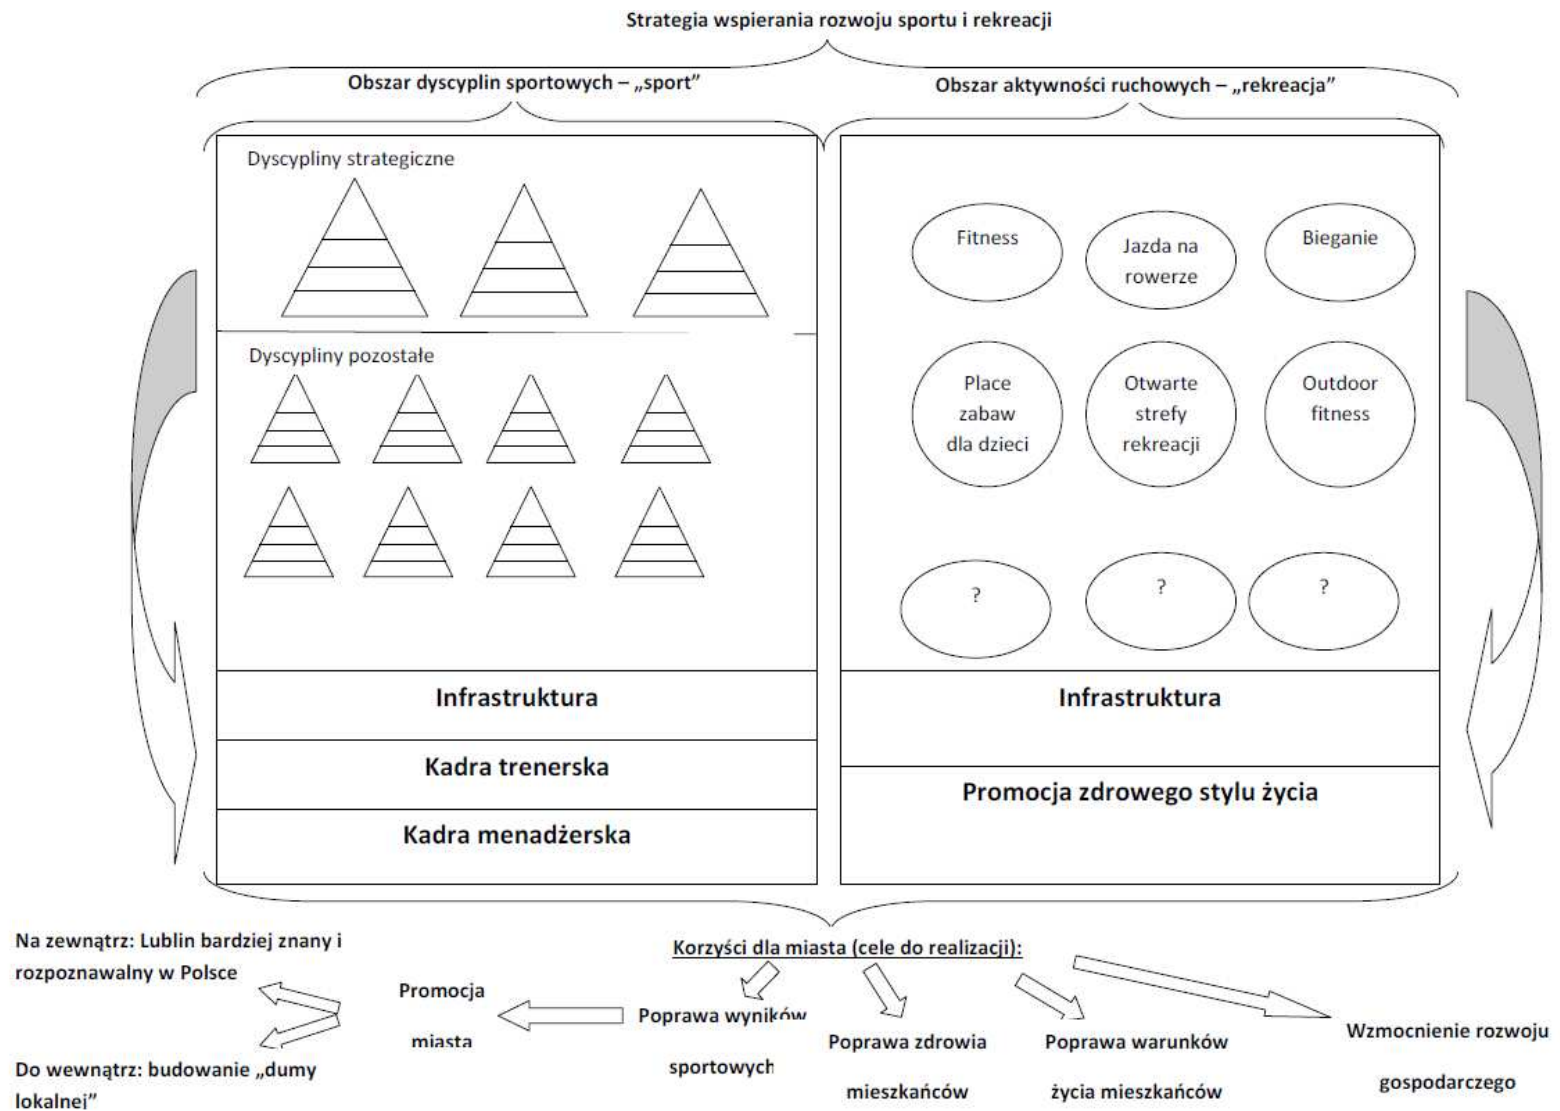 Strategia wspierania rozwoju sportu i rekreacji
Obszar dyscyplin sportowych – „sport”
Obszar aktywności ruchowych – „rekreacja”
Dyscypliny strategiczne
Dyscypliny pozostałe
Infrastruktura
Kadra trenerska
Kadra menadżerska
Fitness
Jazda na
rowerze
Bieganie
Place
zabaw
dla dzieci
Otwarte
strefy
rekreacji
Outdoor
fitness
?
?
?
Infrastruktura
Promocja zdrowego stylu życia
Korzyści dla miasta (cele do realizacji):
Na zewnątrz: Lublin bardziej znany i
rozpoznawalny w Polsce
Do wewnątrz: budowanie „dumy
lokalnej”
Promocja
miasta
Poprawa wyników
sportowych
Poprawa zdrowia
mieszkańców
Poprawa warunków
życia mieszkańców
Wzmocnienie rozwoju
gospodarczego